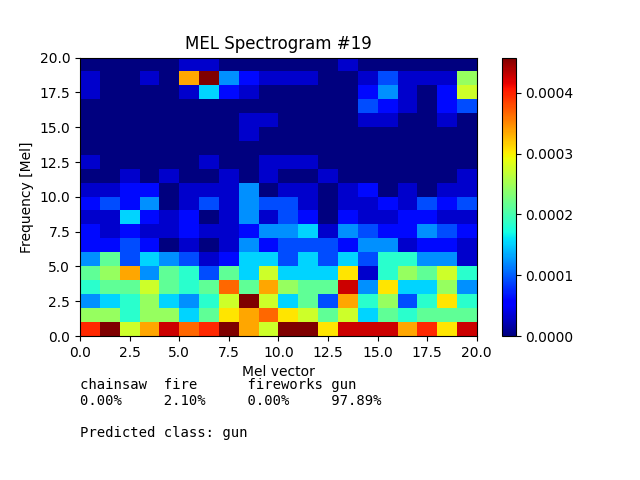 MEL Spectrogram #19
20.0
17.5
15.0
12.5
10.0
7.5
5.0
2.5
0.0
Frequency [Mel]
0.0 2.5 5.0 7.5 10.0 12.5 15.0 17.5 20.0
Mel vector
0.0004
0.0003
0.0002
0.0001
0.0000
chainsaw fire fireworks gun
0.00% 2.10% 0.00% 97.89%
Predicted class: gun